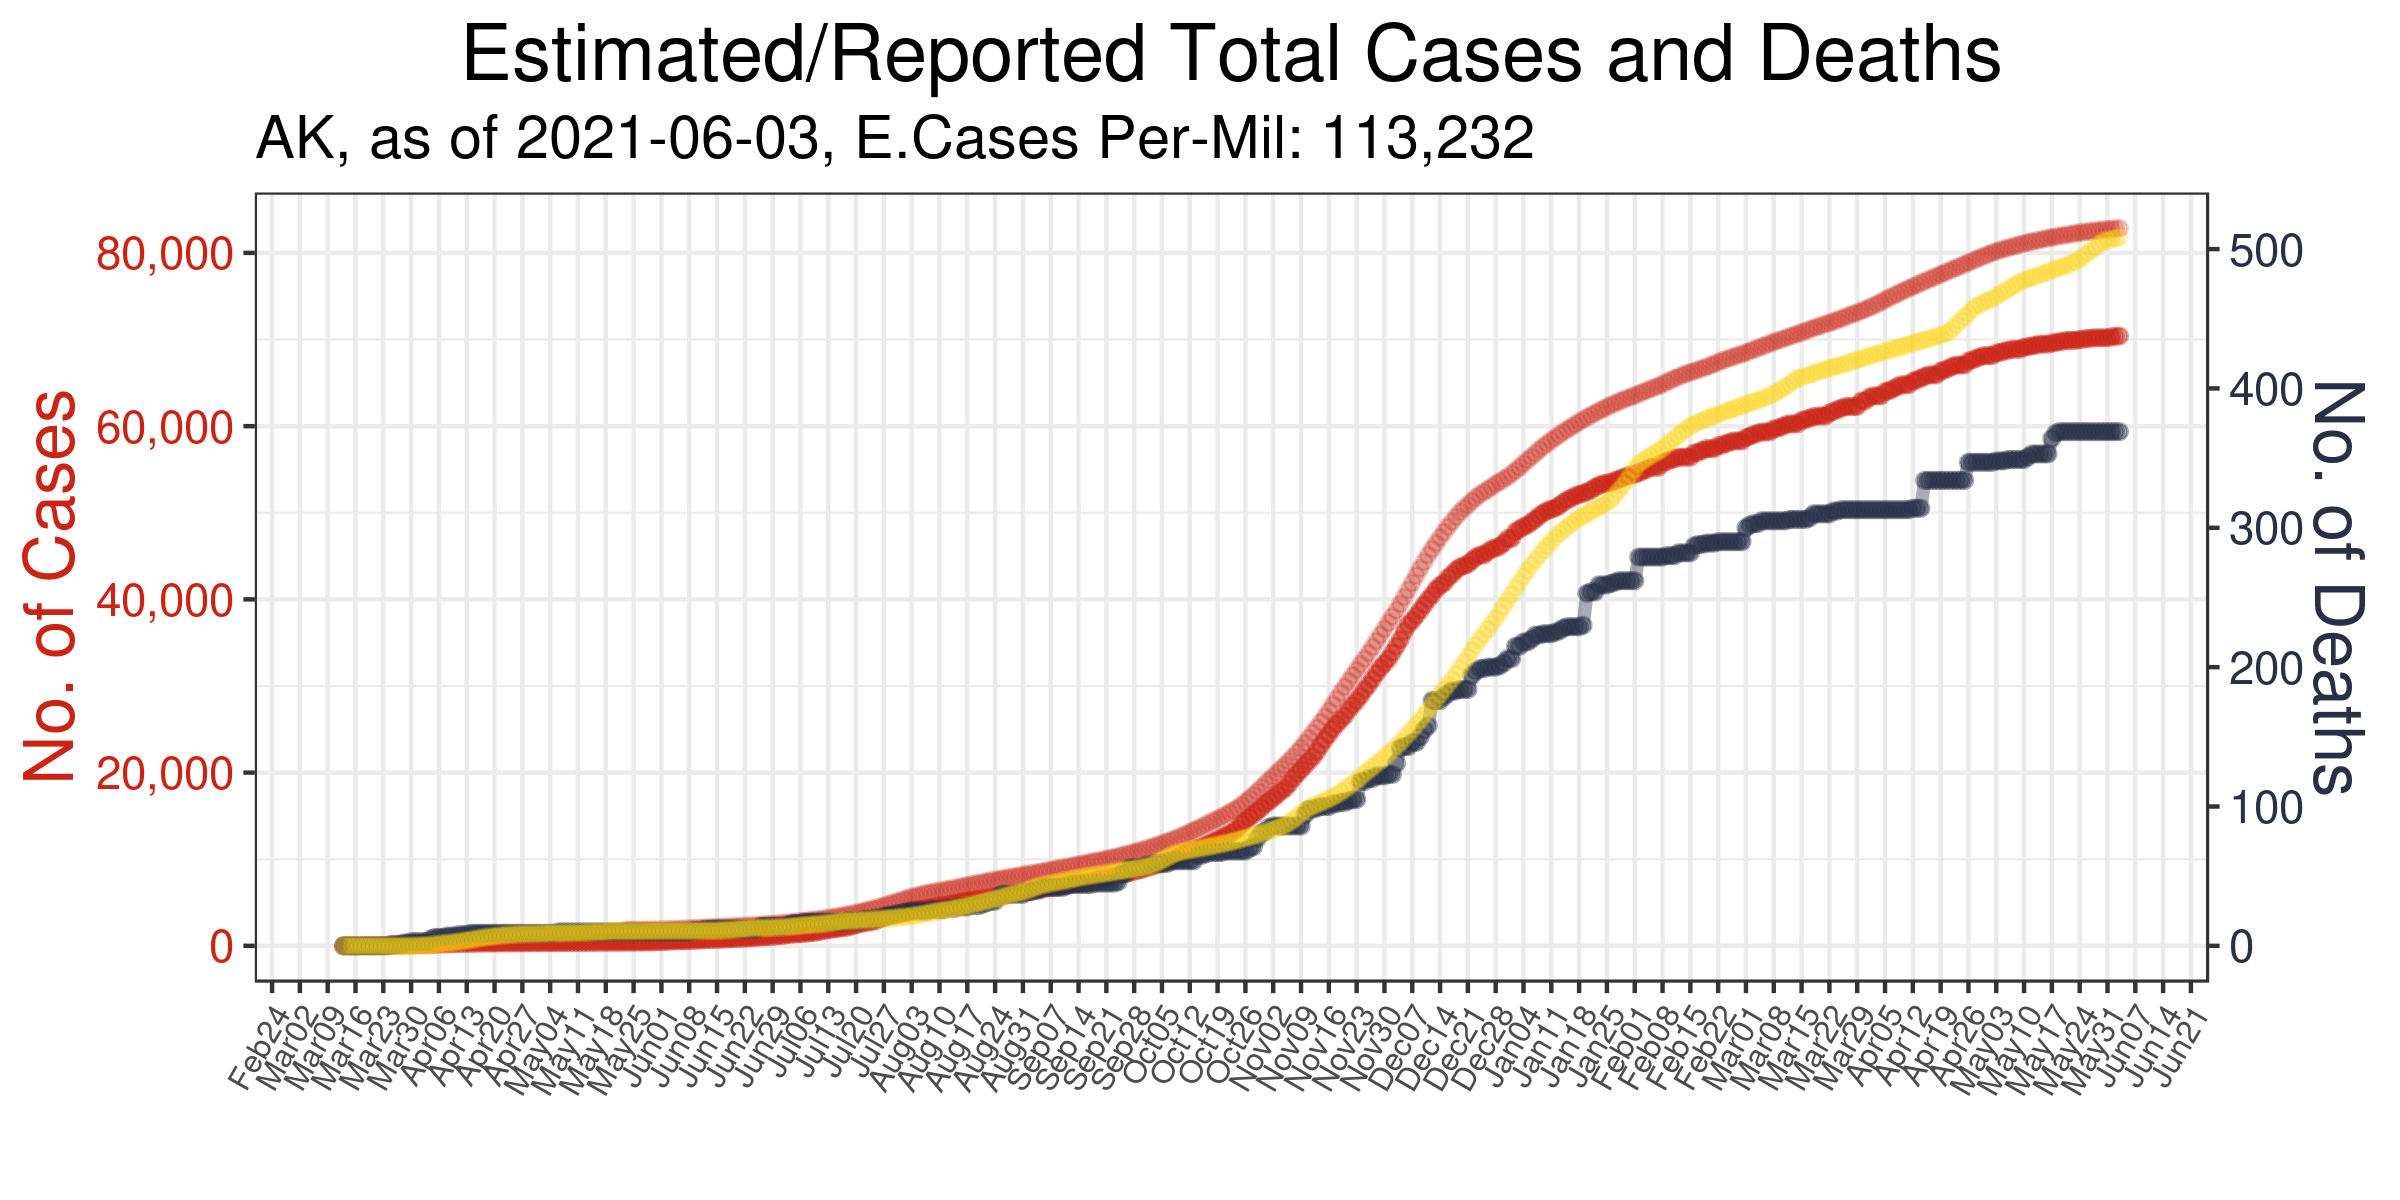 Estimated/Reported Total Cases and Deaths
AK, as of 2021-06-03, E.Cases Per-Mil: 113,232
No. of Cases
80,000
60,000
40,000
20,000
0
500
400
300
200
100
0
No. of Deaths
Feb24
Mar02
Mar09
Mar16
Mar23
Mar30
Apr06
Apr13
Apr20
Apr27
May04
May11
May18
May25
Jun01
Jun08
Jun15
Jun22
Jun29
Jul06
Jul13
Jul20
Jul27
Aug03
Aug10
Aug17
Aug24
Aug31
Sep07
Sep14
Sep21
Sep28
Oct05
Oct12
Oct19
Oct26
Nov02
Nov09
Nov16
Nov23
Nov30
Dec07
Dec14
Dec21
Dec28
Jan04
Jan11
Jan18
Jan25
Feb01
Feb08
Feb15
Feb22
Mar01
Mar08
Mar15
Mar22
Mar29
Apr05
Apr12
Apr19
Apr26
May03
May10
May17
May24
May31
Jun07
Jun14
Jun21